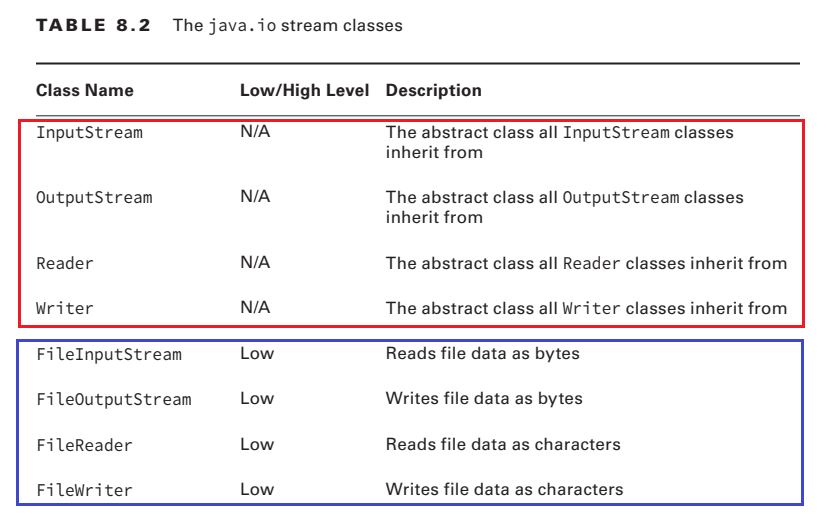 TABLE 8.2 The java.io stream classes
Class Name Low/High Level Description
InputStream N/A The abstract class all InputStream classes
inherit from
OutputStream N/A The abstract class all OutputStream classes
inherit from
Reader N/A The abstract class all Reader classes inherit from
Writer N/A The abstract class all Writer classes inherit from
FileInputStream Low Reads file data as bytes
FileOutputStream Low Writes file data as bytes
FileReader Low Reads file data as characters
FileWriter Low Writes file data as characters